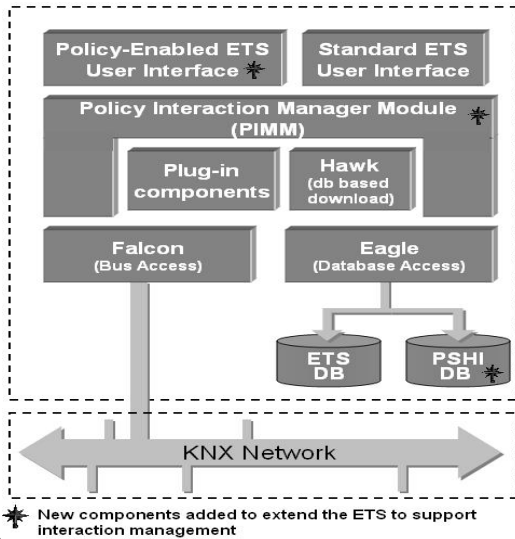 Policy-Enabled ETS
User Interface
Standard ETS
User Interface
Policy Interaction Manager Module
(PIMM)
Plug-in
components
Hawk
(db based
download)
Falcon
(Bus Access)
Eagle
(Database Access)
ETS
DB
PSHI
DB
KNX Network
New components added to extend the ETS to support
interaction management